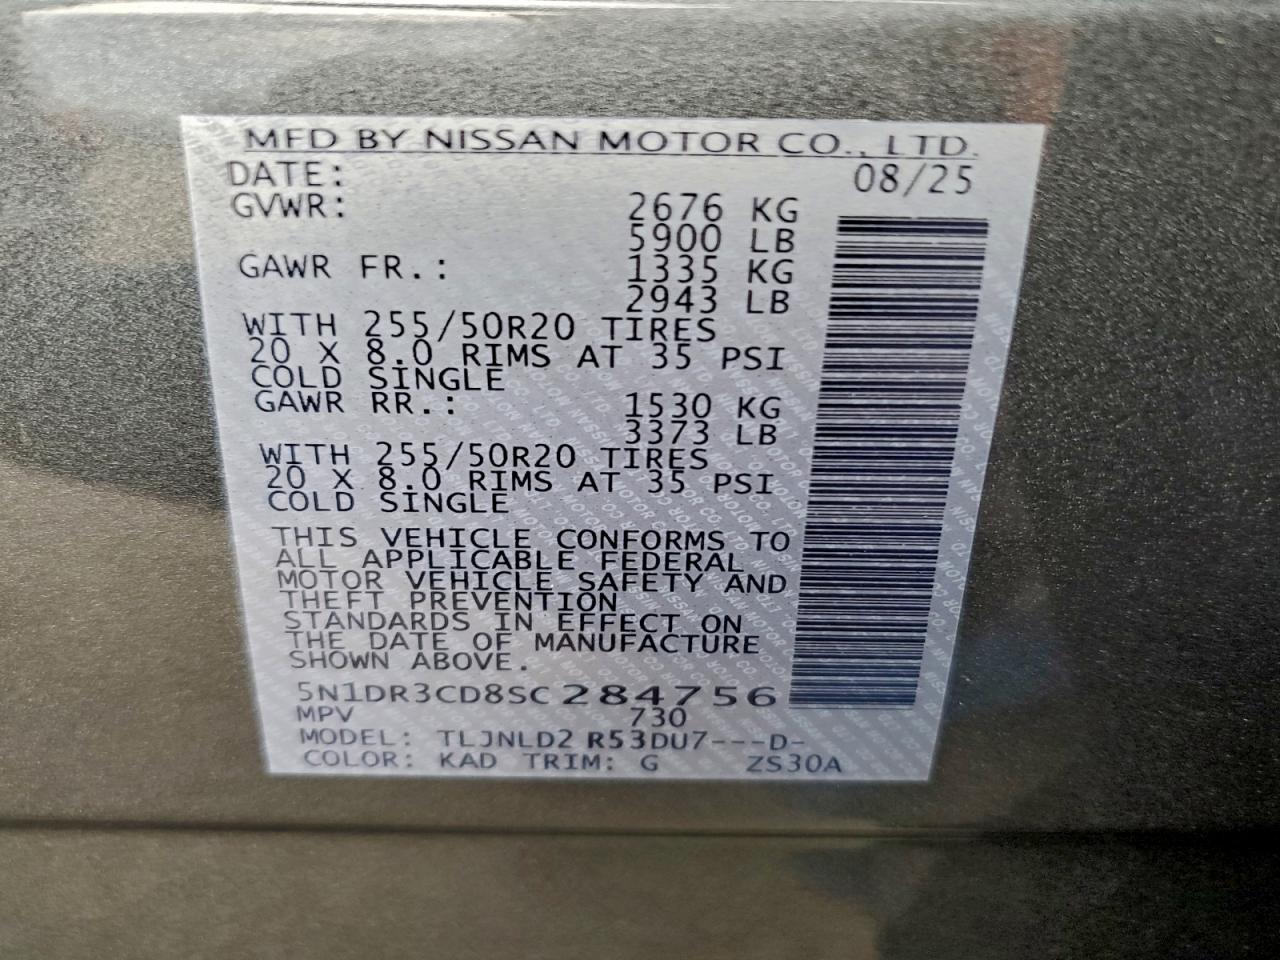 MFD BY NISSAN MOTOR CO., LTD.
DATE: 08/25
GVWR: 2676 KG
5900 LB
GAWR FR.: 1335 KG
2943 LB
WITH 255/50R20 TIRES
20 X 8.0 RIMS AT 35 PSI
COLD SINGLE
GAWR RR.: 1530 KG
3373 LB
WITH 255/50R20 TIRES
20 X 8.0 RIMS AT 35 PSI
COLD SINGLE
THIS VEHICLE CONFORMS TO
ALL APPLICABLE FEDERAL
MOTOR VEHICLE SAFETY AND
THEFT PREVENTION
STANDARDS IN EFFECT ON
THE DATE OF MANUFACTURE
SHOWN ABOVE.
5N1DR3CD8SC284756
MPV 730
MODEL: TLJNLD2 R53DU7---D-
COLOR: KAD TRIM: G ZS30A